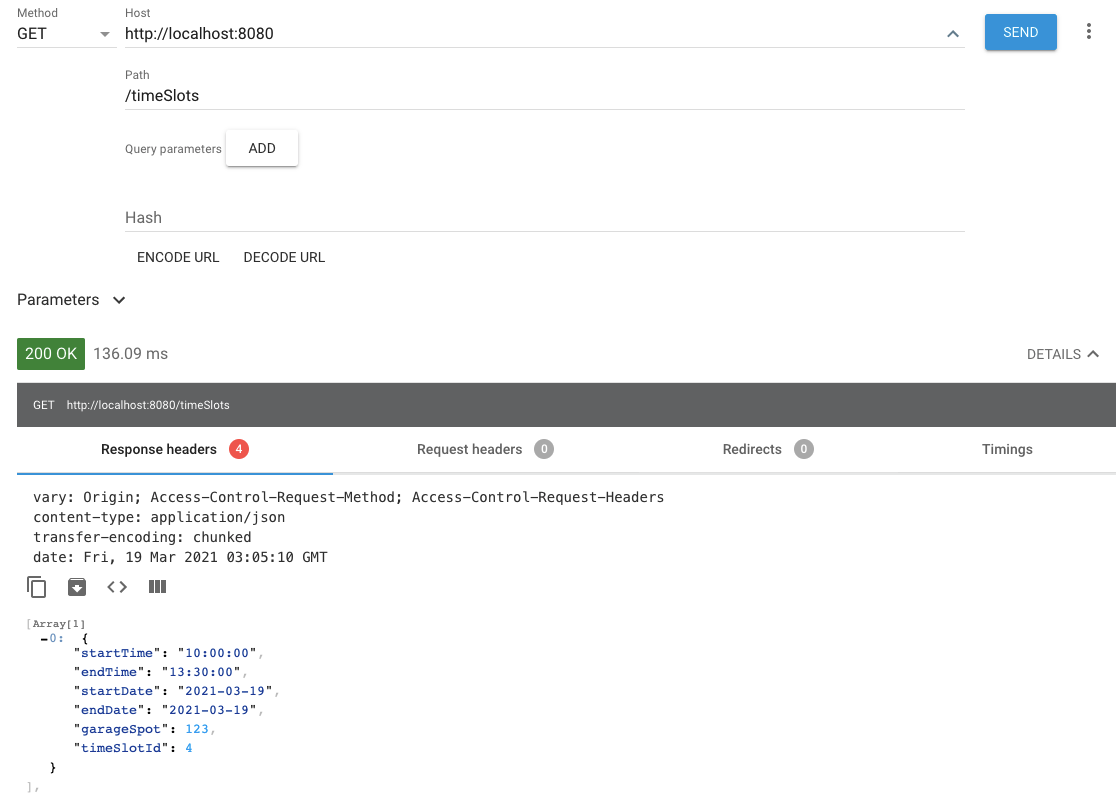 Method
Host
GET
http://localhost:8080
SEND
Path
/timeSlots
Query parameters
ADD
Hash
ENCODE URL
DECODE URL
Parameters
200 OK
136.09 ms
DETAILS
GET http://localhost:8080/timeSlots
Response headers 4
Request headers 0
Redirects 0
Timings
vary: Origin; Access-Control-Request-Method; Access-Control-Request-Headers
content-type: application/json
transfer-encoding: chunked
date: Fri, 19 Mar 2021 03:05:10 GMT
[Array[1]
-0: {
"startTime": "10:00:00",
"endTime": "13:30:00",
"startDate": "2021-03-19",
"endDate": "2021-03-19",
"garageSpot": 123,
"timeSlotId": 4
}
],